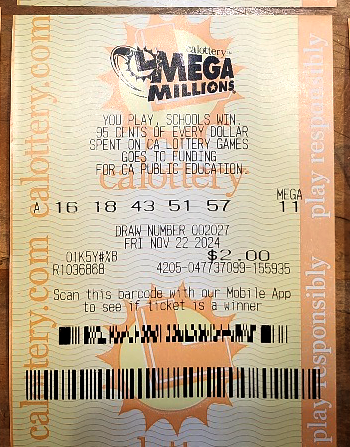 calottery
MEGA
MILLIONS
YOU PLAY, SCHOOLS WIN.
95 CENTS OF EVERY DOLLAR
SPENT ON CA LOTTERY GAMES
GOES TO FUNDING
FOR CA PUBLIC EDUCATION.
calottery
MEGA
A 16 18 43 51 57 11
DRAW NUMBER 002027
FRI NOV 22 2024
01K5Y#%B $2.00
R103686B 4205-047737099-155935
Scan this barcode with our Mobile App
to see if ticket is a winner
calottery.com
calottery.com
play responsibly
play responsibly